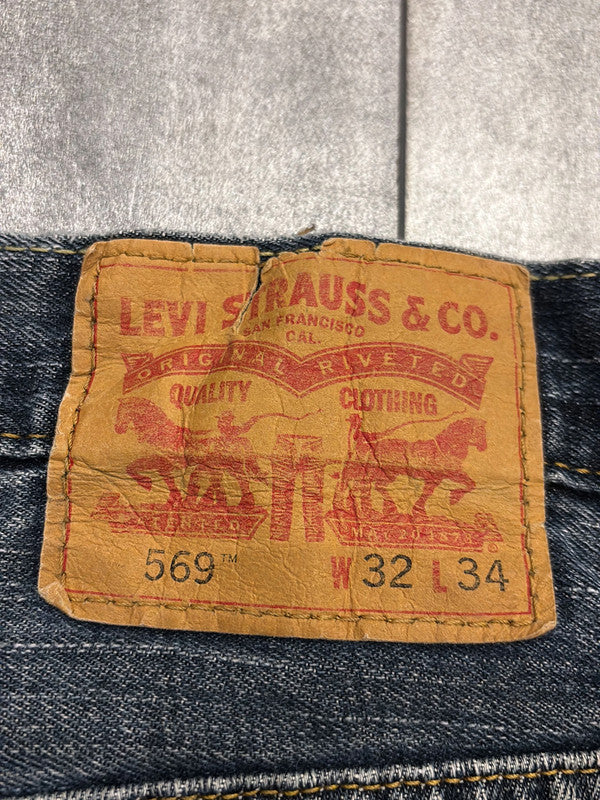 LEVI STRAUSS & CO.
SAN FRANCISCO
CAL.
ORIGINAL RIVETED
QUALITY CLOTHING
569™ W 32 L 34